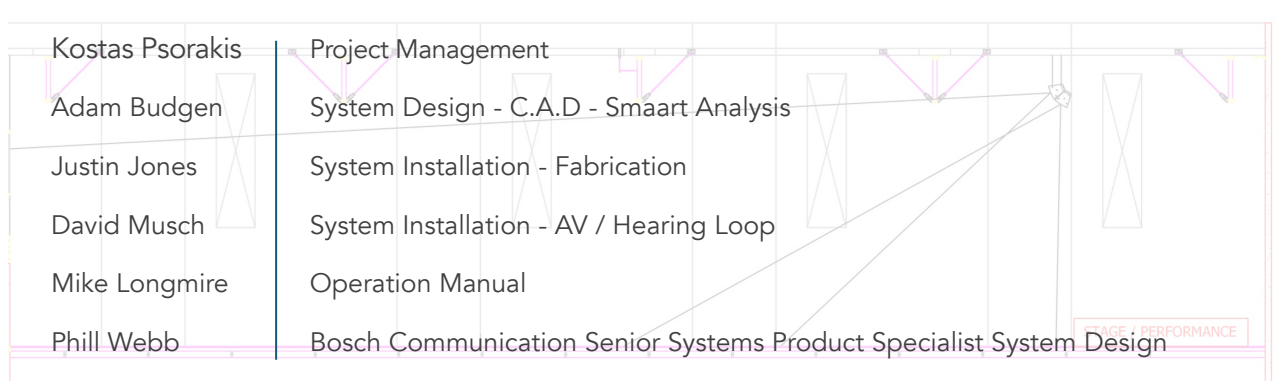 Kostas Psorakis Project Management
Adam Budgen System Design - C.A.D - Smaart Analysis
Justin Jones System Installation - Fabrication
David Musch System Installation - AV / Hearing Loop
Mike Longmire Operation Manual
Phill Webb Bosch Communication Senior Systems Product Specialist System Design
STAGE / PERFORMANCE